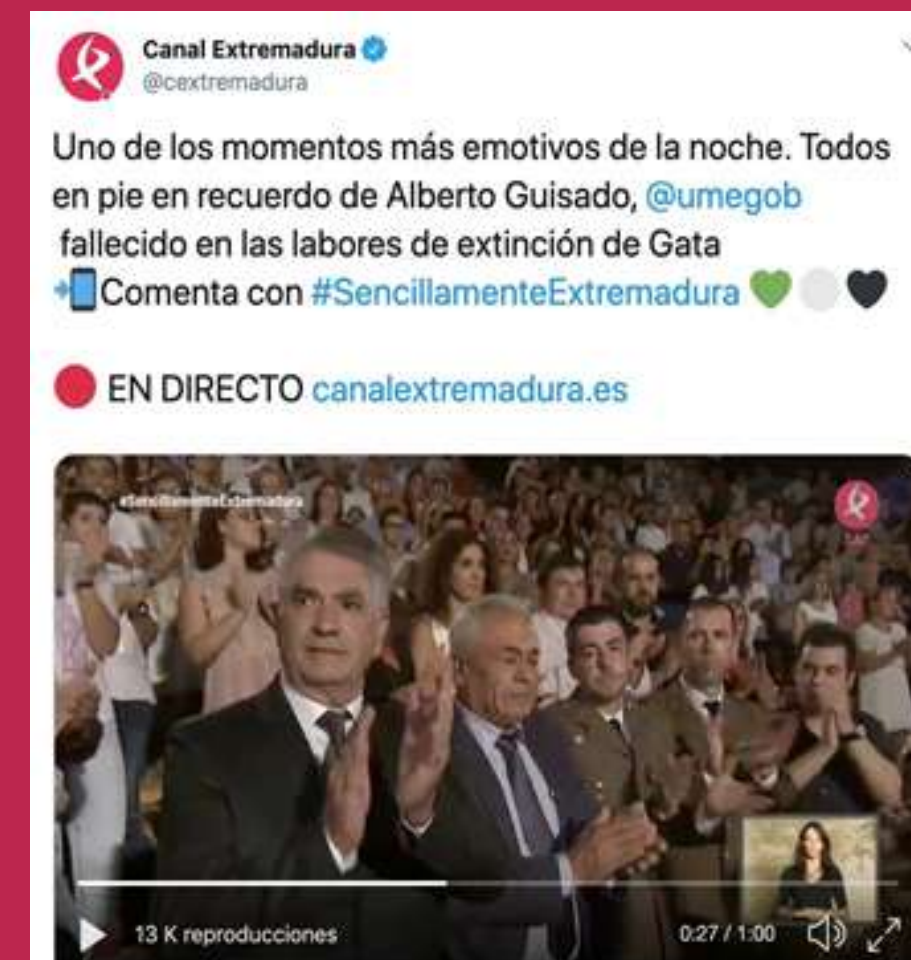 Canal Extremadura
@cextremadura
Uno de los momentos más emotivos de la noche. Todos
en pie en recuerdo de Alberto Guisado, @umegob
fallecido en las labores de extinción de Gata
Comenta con #SencillamenteExtremadura
EN DIRECTO canalextremadura.es
#SencillamenteExtremadura
13 K reproducciones
0:27 / 1:00